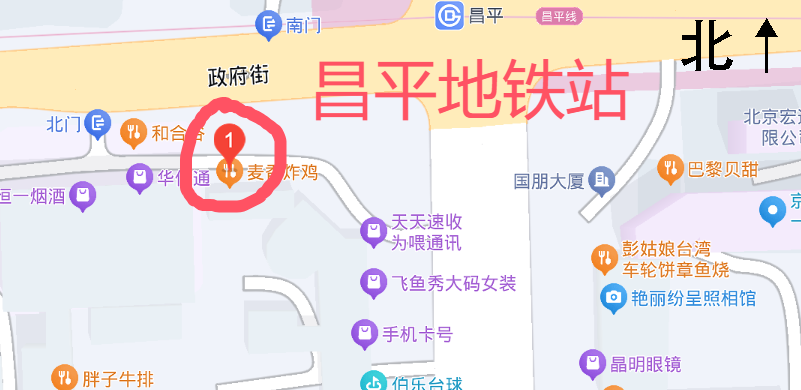 南门
昌平
昌平线
北
政府街
昌平地铁站
北门
和合谷
1
华信通
麦香炸鸡
恒一烟酒
北京宏
限公
国朋大厦
巴黎贝甜
天天速收
为喂通讯
京
彭姑娘台湾
车轮饼章鱼烧
飞鱼秀大码女装
艳丽纷呈照相馆
手机卡号
晶明眼镜
胖子牛排
伯乐台球